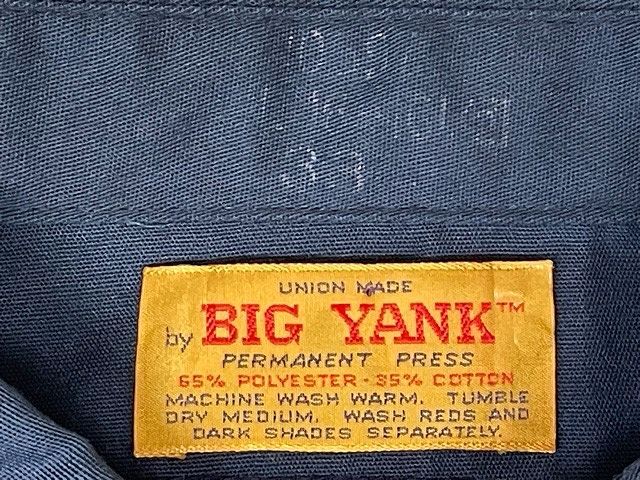 UNION MADE
by BIG YANK™
PERMANENT PRESS
65% POLYESTER - 35% COTTON
MACHINE WASH WARM. TUMBLE
DRY MEDIUM. WASH REDS AND
DARK SHADES SEPARATELY.